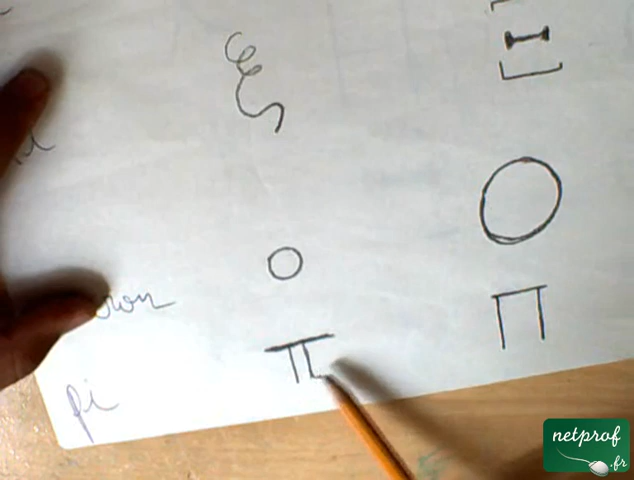 ξ Ξ
ο Ο
pi π Π
netprof
.fr